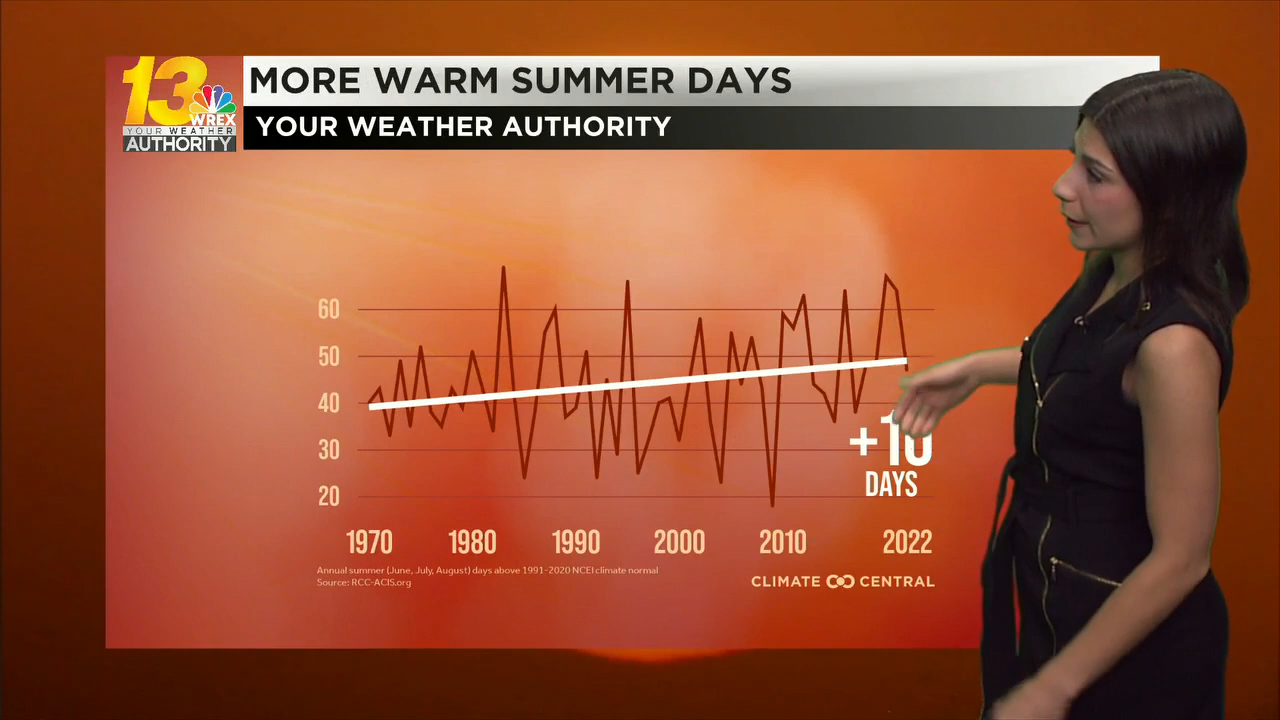 13
WREX
YOUR WEATHER
AUTHORITY
MORE WARM SUMMER DAYS
YOUR WEATHER AUTHORITY
60
50
40
30
20
+10
DAYS
1970 1980 1990 2000 2010 2022
Annual summer (June, July, August) days above 1991-2020 NCEI climate normal
Source: RCC-ACIS.org
CLIMATE CENTRAL